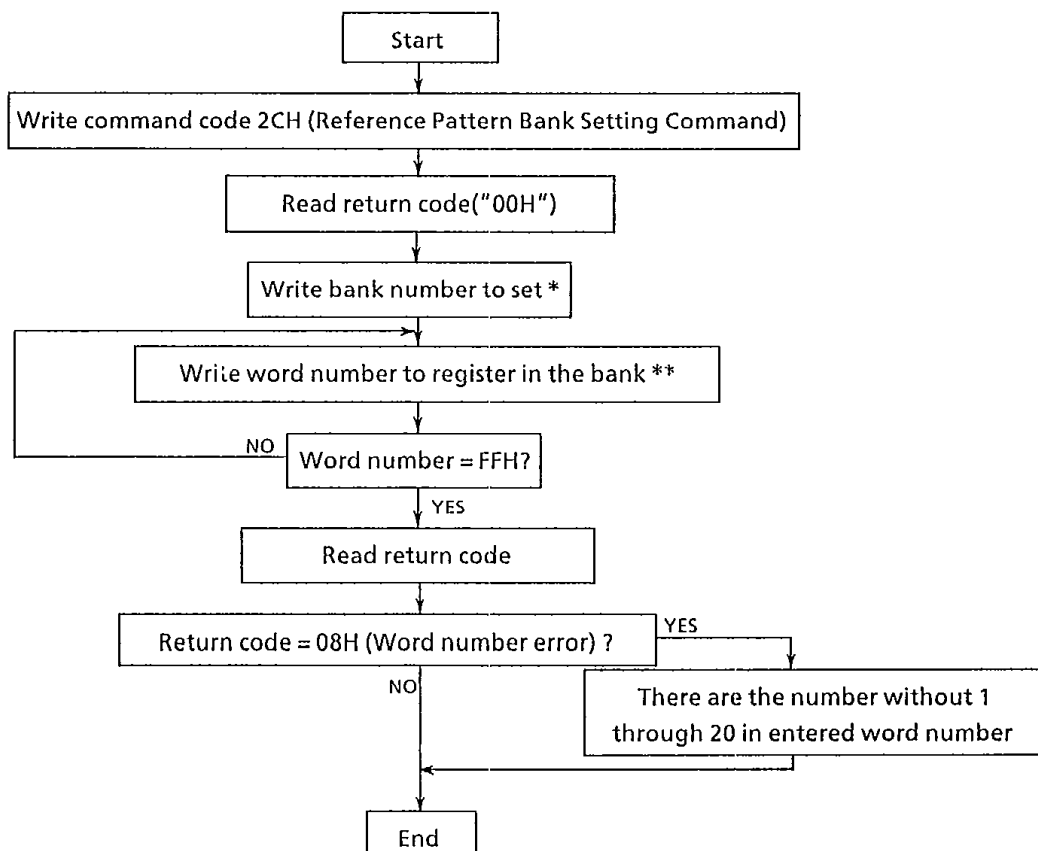 Start
Write command code 2CH (Reference Pattern Bank Setting Command)
Read return code("00H")
Write bank number to set *
Write word number to register in the bank **
NO
Word number = FFH?
YES
Read return code
Return code = 08H (Word number error) ?
YES
NO
There are the number without 1
through 20 in entered word number
End